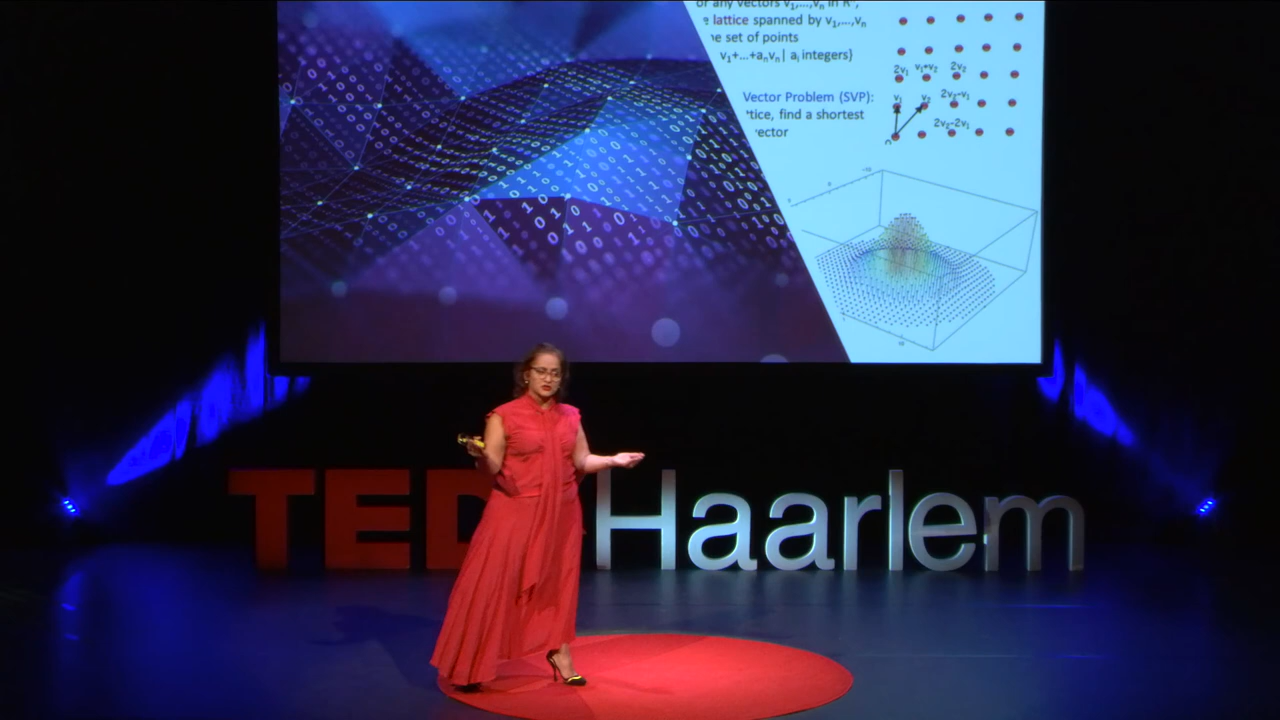 or any vectors v₁,…,vₙ in Rⁿ,
e lattice spanned by v₁,…,vₙ
he set of points
v₁+…+aₙvₙ| aᵢ integers}
Vector Problem (SVP):
ttice, find a shortest
vector
2v₁ v₁+v₂ 2v₂
v₁ v₂ 2v₂-v₁
2v₂-2v₁
0
TED Haarlem